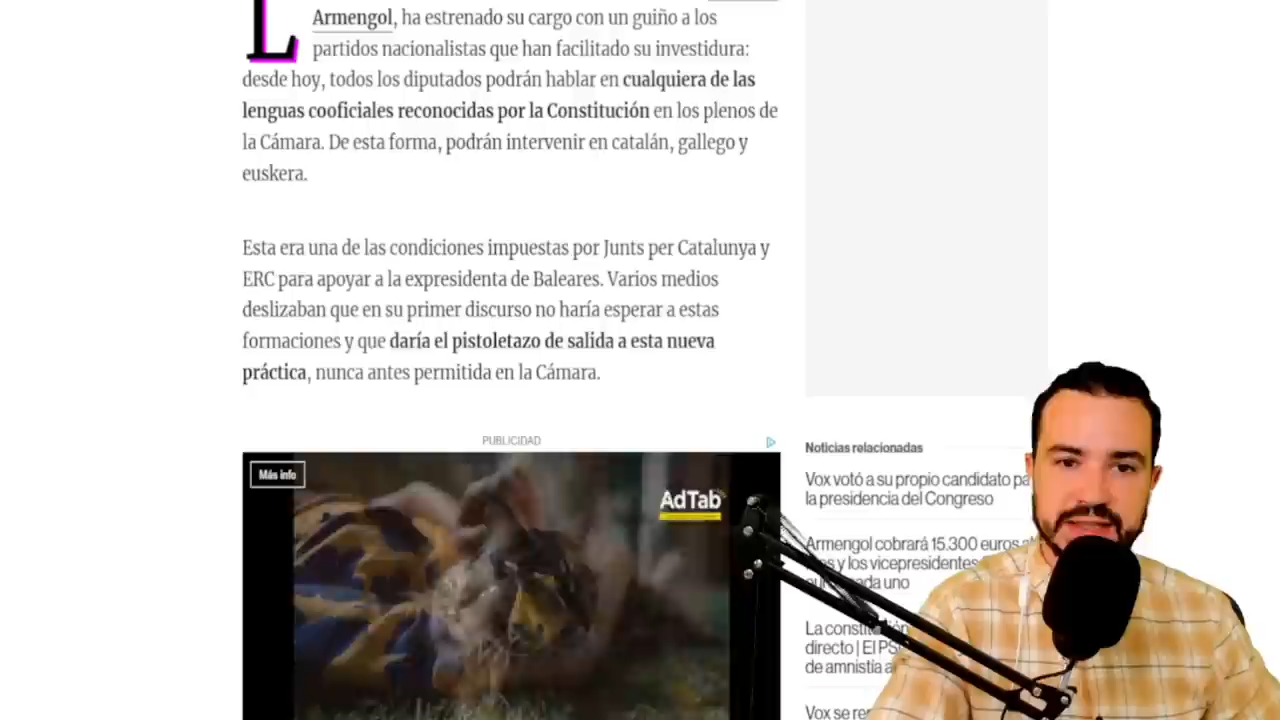 L
Armengol, ha estrenado su cargo con un guiño a los
partidos nacionalistas que han facilitado su investidura:
desde hoy, todos los diputados podrán hablar en cualquiera de las
lenguas cooficiales reconocidas por la Constitución en los plenos de
la Cámara. De esta forma, podrán intervenir en catalán, gallego y
euskera.
Esta era una de las condiciones impuestas por Junts per Catalunya y
ERC para apoyar a la expresidenta de Baleares. Varios medios
deslizaban que en su primer discurso no haría esperar a estas
formaciones y que daría el pistoletazo de salida a esta nueva
práctica, nunca antes permitida en la Cámara.
PUBLICIDAD
Más info
AdTab
Noticias relacionadas
Vox votó a su propio candidato pa
la presidencia del Congreso
Armengol cobrará 15.300 euros al
y los vicepresidentes
La
directo | El
de amnistía
Vox se